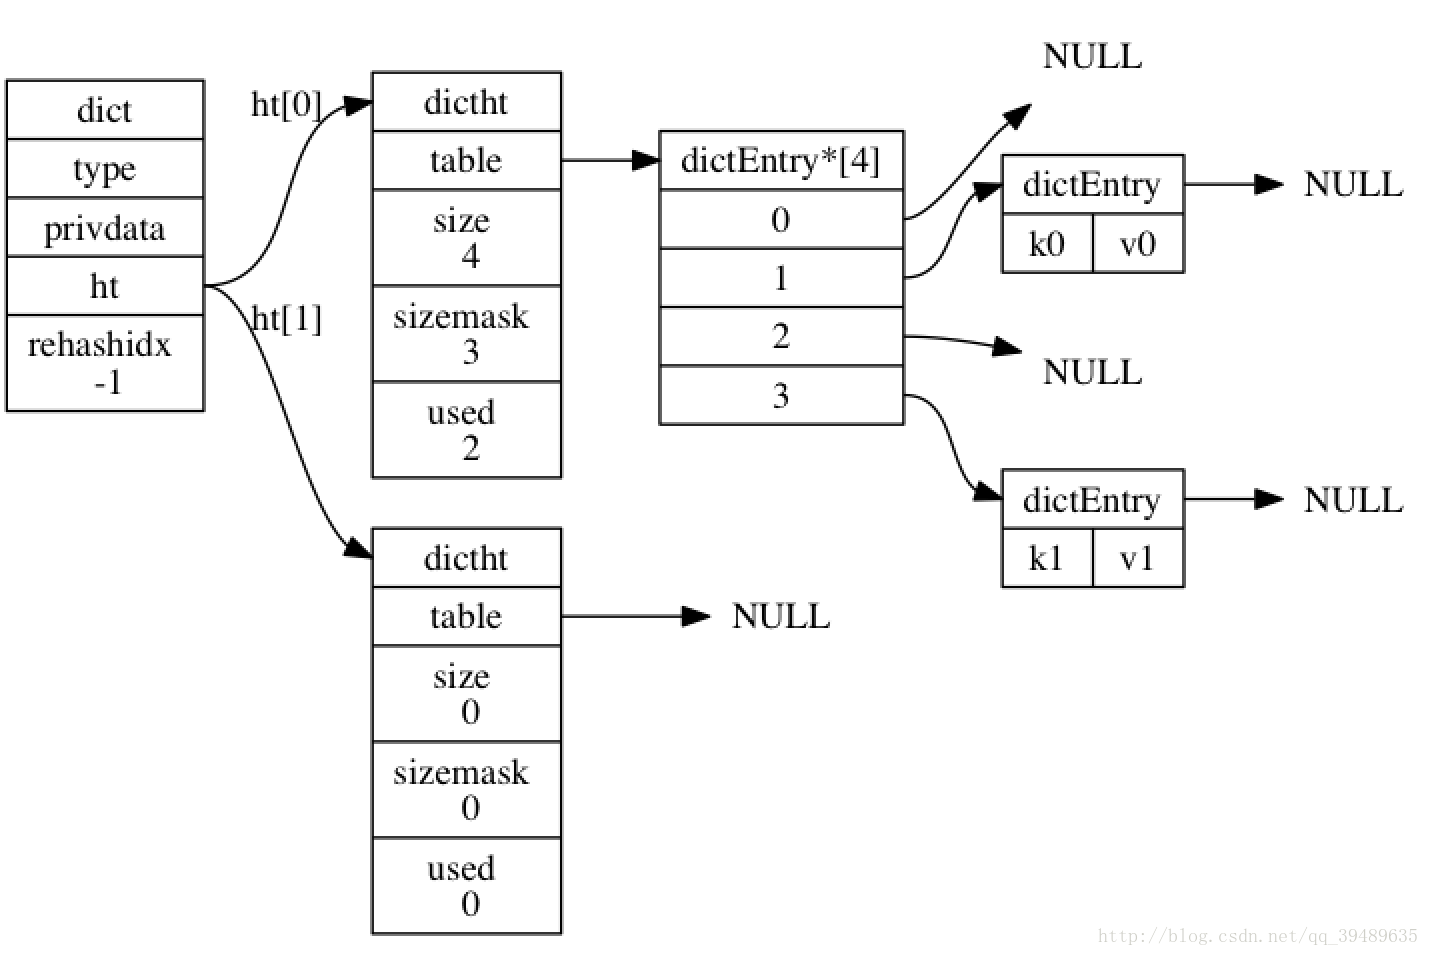 dict
type
privdata
ht
rehashidx
-1
ht[0]
ht[1]
dictht
table
size
4
sizemask
3
used
2
dictht
table
size
0
sizemask
0
used
0
NULL
dictEntry*[4]
0
1
2
3
NULL
dictEntry
k0 v0
NULL
NULL
dictEntry
k1 v1
NULL
http://blog.csdn.net/qq_39489635